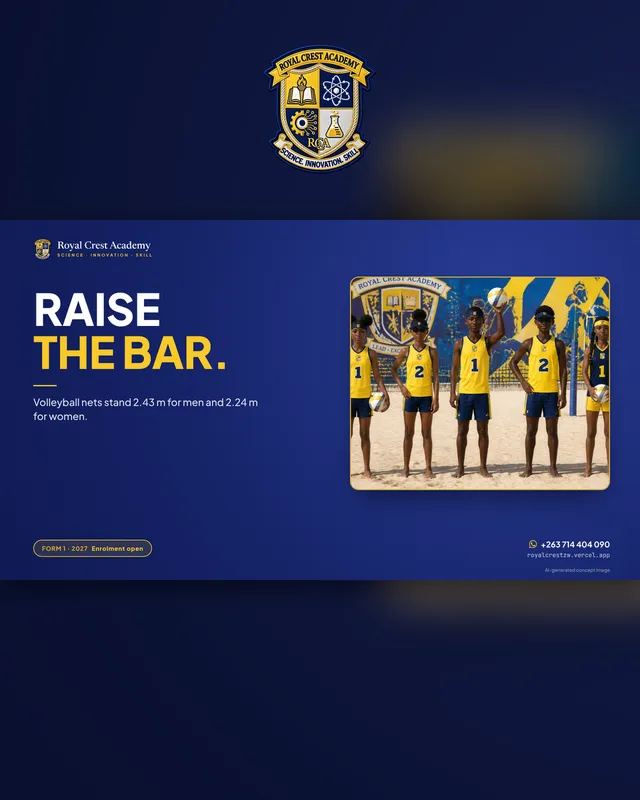 ROYAL CREST ACADEMY
RCA
SCIENCE. INNOVATION. SKILL
Royal Crest Academy
SCIENCE · INNOVATION · SKILL
RAISE
THE BAR.
Volleyball nets stand 2.43 m for men and 2.24 m
for women.
ROYAL CREST ACADEMY
1
2
1
2
1
FORM 1 · 2027 Enrolment open
+263 714 404 090
royalcrestzw.vercel.app
AI-generated concept image